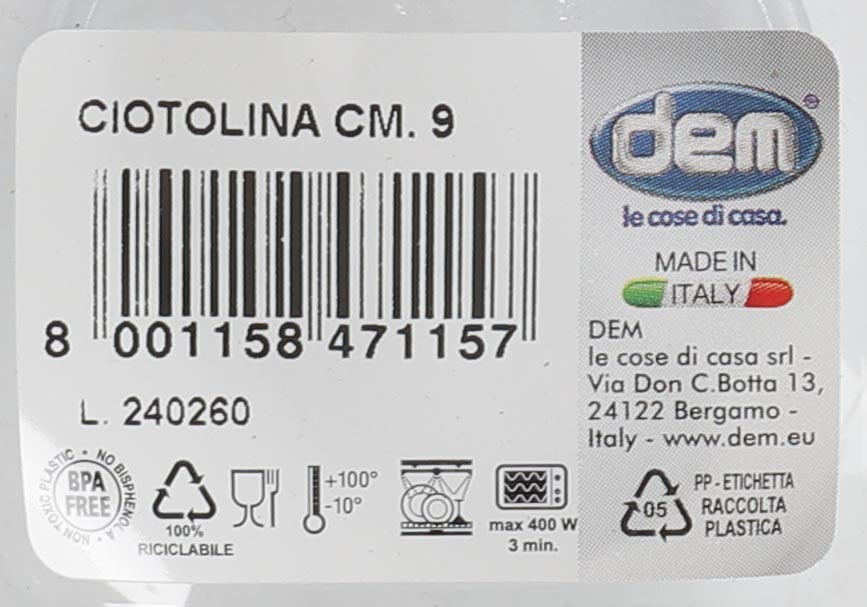 CIOTOLINA CM. 9
8 001158 471157
L. 240260
NON TOXIC PLASTIC • NO BISPHENOL A •
BPA
FREE
100%
RICICLABILE
+100°
-10°
max 400 W
3 min.
dem®
le cose di casa.
MADE IN
ITALY
DEM
le cose di casa srl -
Via Don C.Botta 13,
24122 Bergamo -
Italy - www.dem.eu
05
PP - ETICHETTA
RACCOLTA
PLASTICA